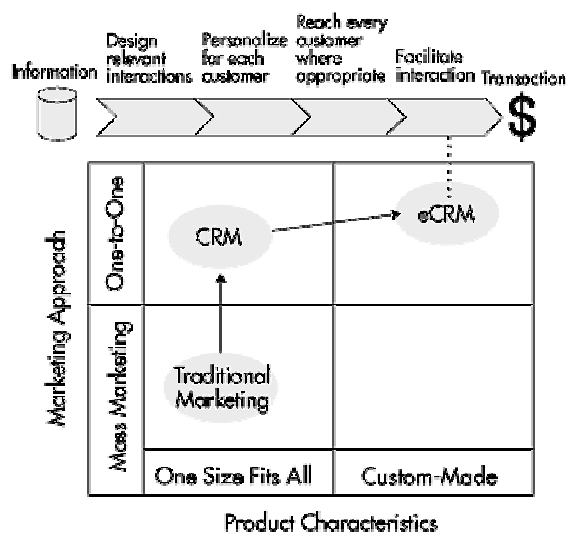 Information
Design
relevant
interactions
Personalize
for each
customer
Reach every
customer
where
appropriate
Facilitate
interaction
Transaction
$
Marketing Approach
One-to-One
CRM
eCRM
Mass Marketing
Traditional
Marketing
One Size Fits All
Custom-Made
Product Characteristics